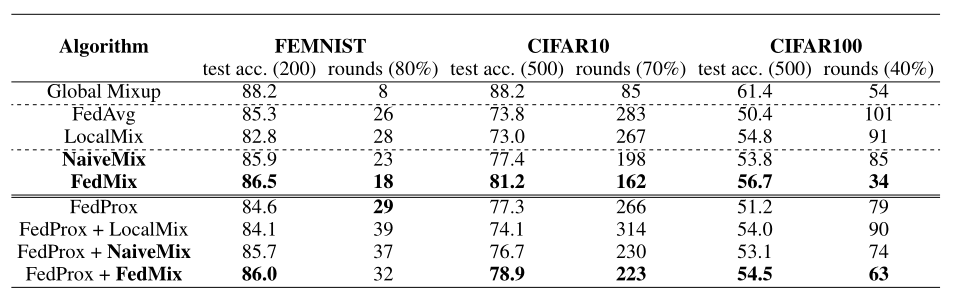 Algorithm FEMNIST CIFAR10 CIFAR100
test acc. (200) rounds (80%) test acc. (500) rounds (70%) test acc. (500) rounds (40%)
Global Mixup 88.2 8 88.2 85 61.4 54
FedAvg 85.3 26 73.8 283 50.4 101
LocalMix 82.8 28 73.0 267 54.8 91
NaiveMix 85.9 23 77.4 198 53.8 85
FedMix 86.5 18 81.2 162 56.7 34
FedProx 84.6 29 77.3 266 51.2 79
FedProx + LocalMix 84.1 39 74.1 314 54.0 90
FedProx + NaiveMix 85.7 37 76.7 230 53.1 74
FedProx + FedMix 86.0 32 78.9 223 54.5 63